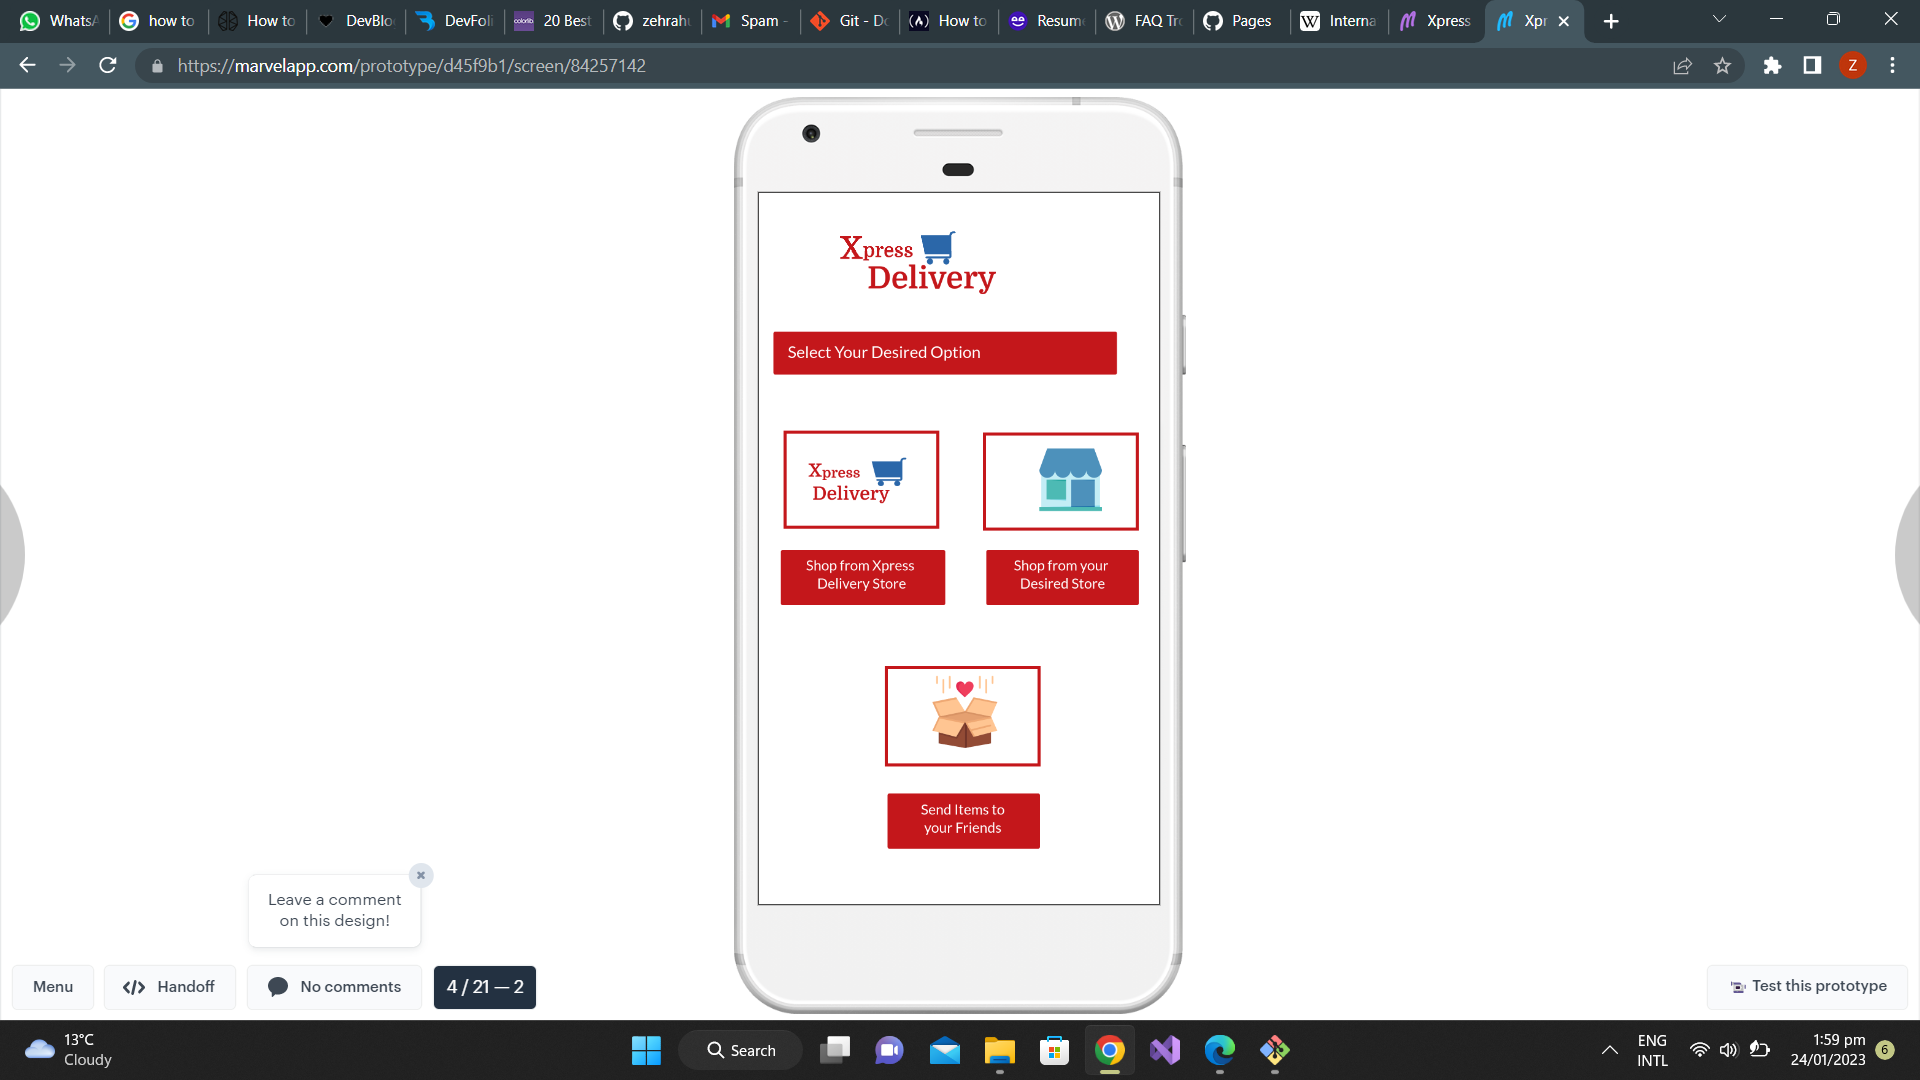 WhatsA
how to
How to
DevBlo
DevFoli
colorlib
20 Best
zehrah
Spam -
Git - Do
How to
Resume
FAQ Tr
Pages
W
Interna
Xpress
Xpr
https://marvelapp.com/prototype/d45f9b1/screen/84257142
Z
Xpress
Delivery
Select Your Desired Option
Xpress
Delivery
Shop from Xpress
Delivery Store
Shop from your
Desired Store
Send Items to
your Friends
Leave a comment
on this design!
Menu
Handoff
No comments
4 / 21 — 2
Test this prototype
13°C
Cloudy
Search
ENG
INTL
1:59 pm
24/01/2023
6